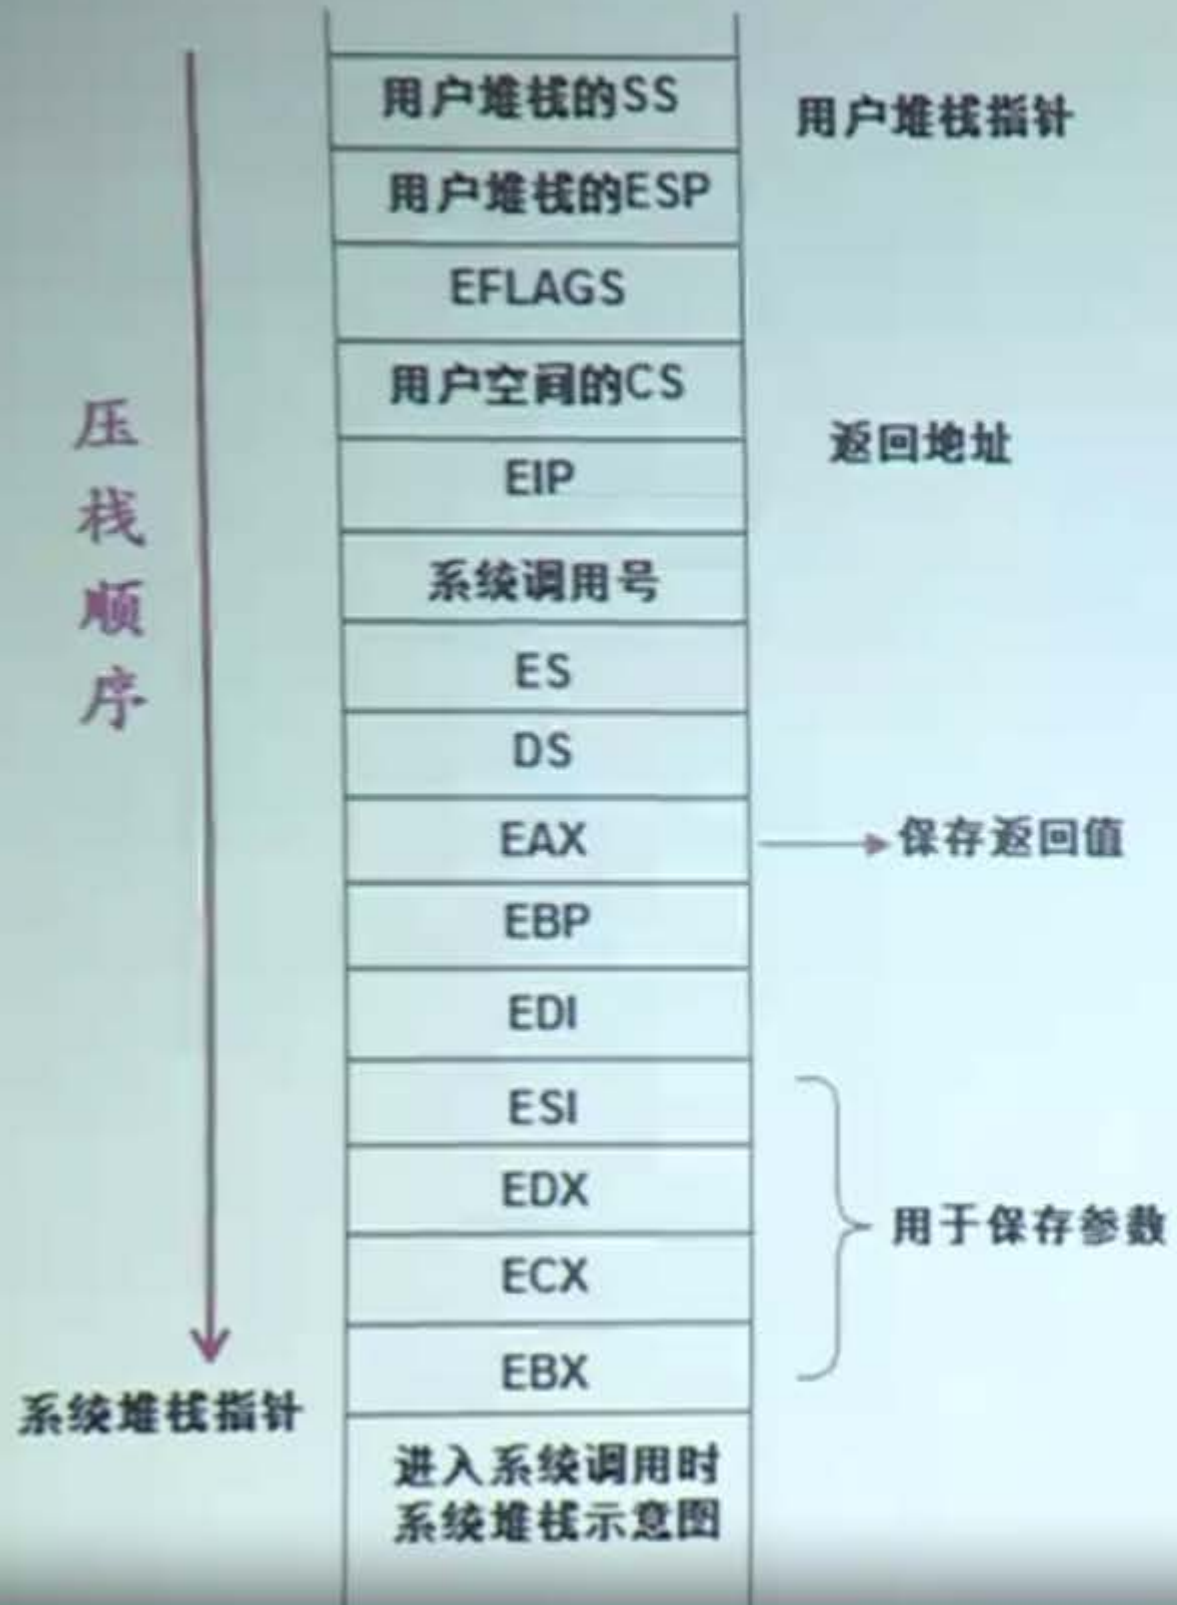 用户堆栈的SS
用户堆栈指针
用户堆栈的ESP
EFLAGS
用户空间的CS
返回地址
EIP
系统调用号
ES
DS
EAX
保存返回值
EBP
EDI
ESI
EDX
用于保存参数
ECX
EBX
压栈顺序
系统堆栈指针
进入系统调用时
系统堆栈示意图